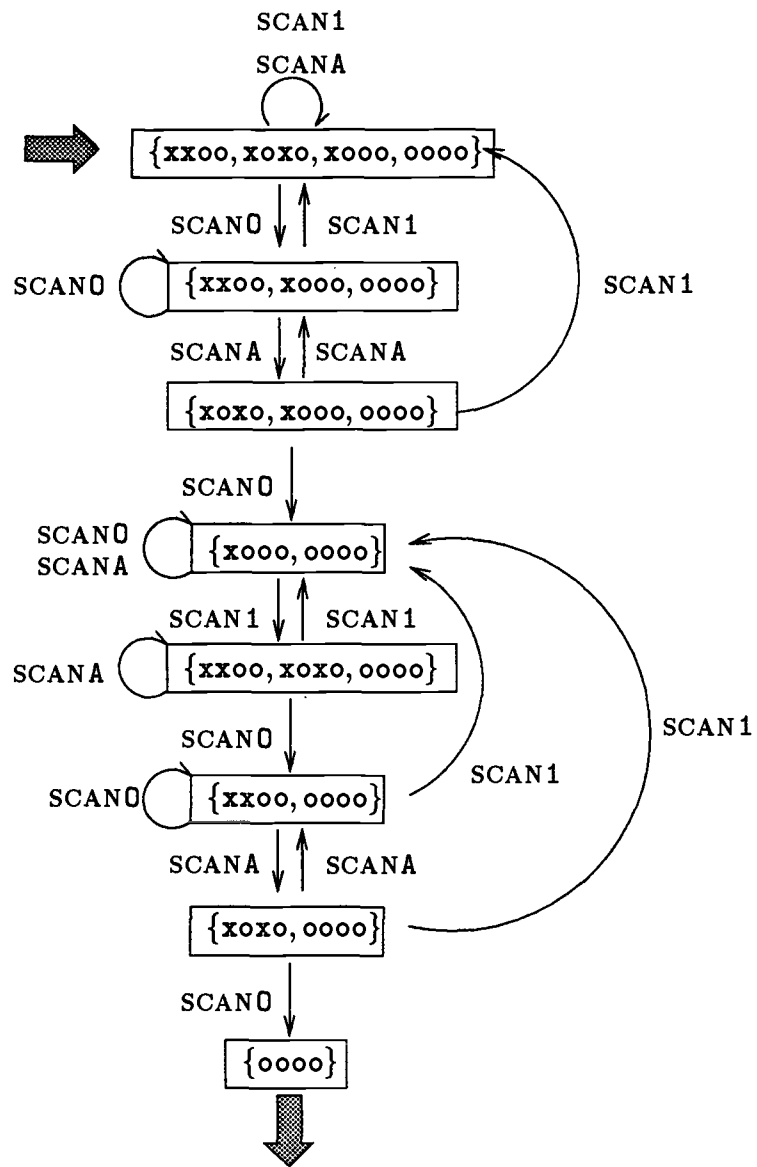 SCAN1
SCANA
{xxoo, xoxo, xooo, oooo}
SCAN0 SCAN1
SCAN0 {xxoo, xooo, oooo} SCAN1
SCANA SCANA
{xoxo, xooo, oooo}
SCAN0
SCAN0
SCANA
{xooo, oooo}
SCAN1 SCAN1
SCANA {xxoo, xoxo, oooo}
SCAN0 SCAN1
SCAN1
SCAN0 {xxoo, oooo}
SCANA SCANA
{xoxo, oooo}
SCAN0
{oooo}